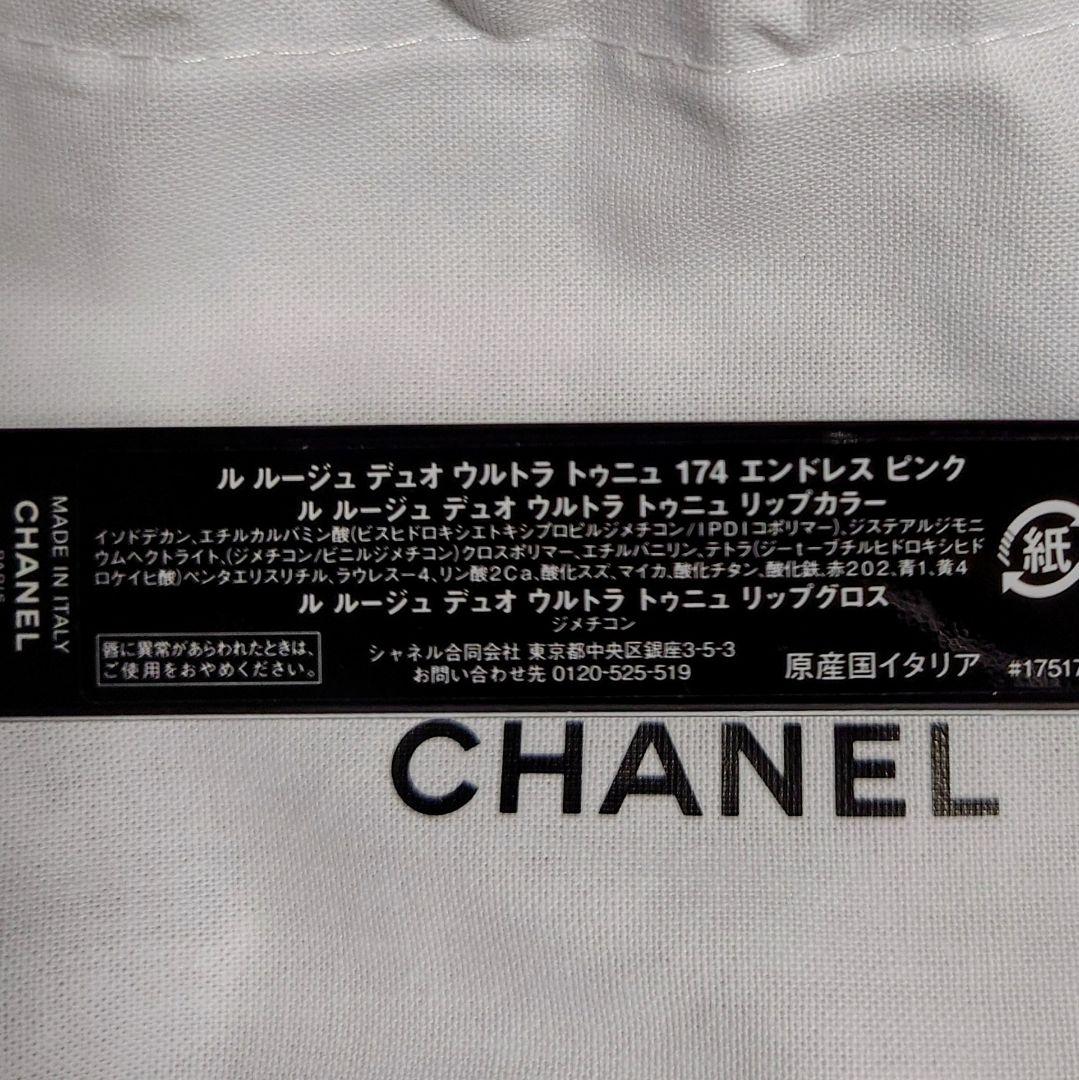 ル ルージュ デュオ ウルトラ トゥニュ 174 エンドレス ピンク
ル ルージュ デュオ ウルトラ トゥニュ リップカラー
イソドデカン、エチルカルバミン酸(ビスヒドロキシエトキシプロピルジメチコン/IPDIコポリマー)、ジステアルジモニ
ウムヘクトライト、(ジメチコン/ビニルジメチコン)クロスポリマー、エチルバニリン、テトラ(ジーtーブチルヒドロキシヒド
ロケイヒ酸)ペンタエリスリチル、ラウレスー4、リン酸2Ca、酸化スズ、マイカ、酸化チタン、酸化鉄、赤202、青1、黄4
ル ルージュ デュオ ウルトラ トゥニュ リップグロス
ジメチコン
唇に異常があらわれたときは、
ご使用をおやめください。
シャネル合同会社 東京都中央区銀座3-5-3
お問い合わせ先 0120-525-519
原産国イタリア
#17517
紙
MADE IN ITALY
CHANEL
CHANEL